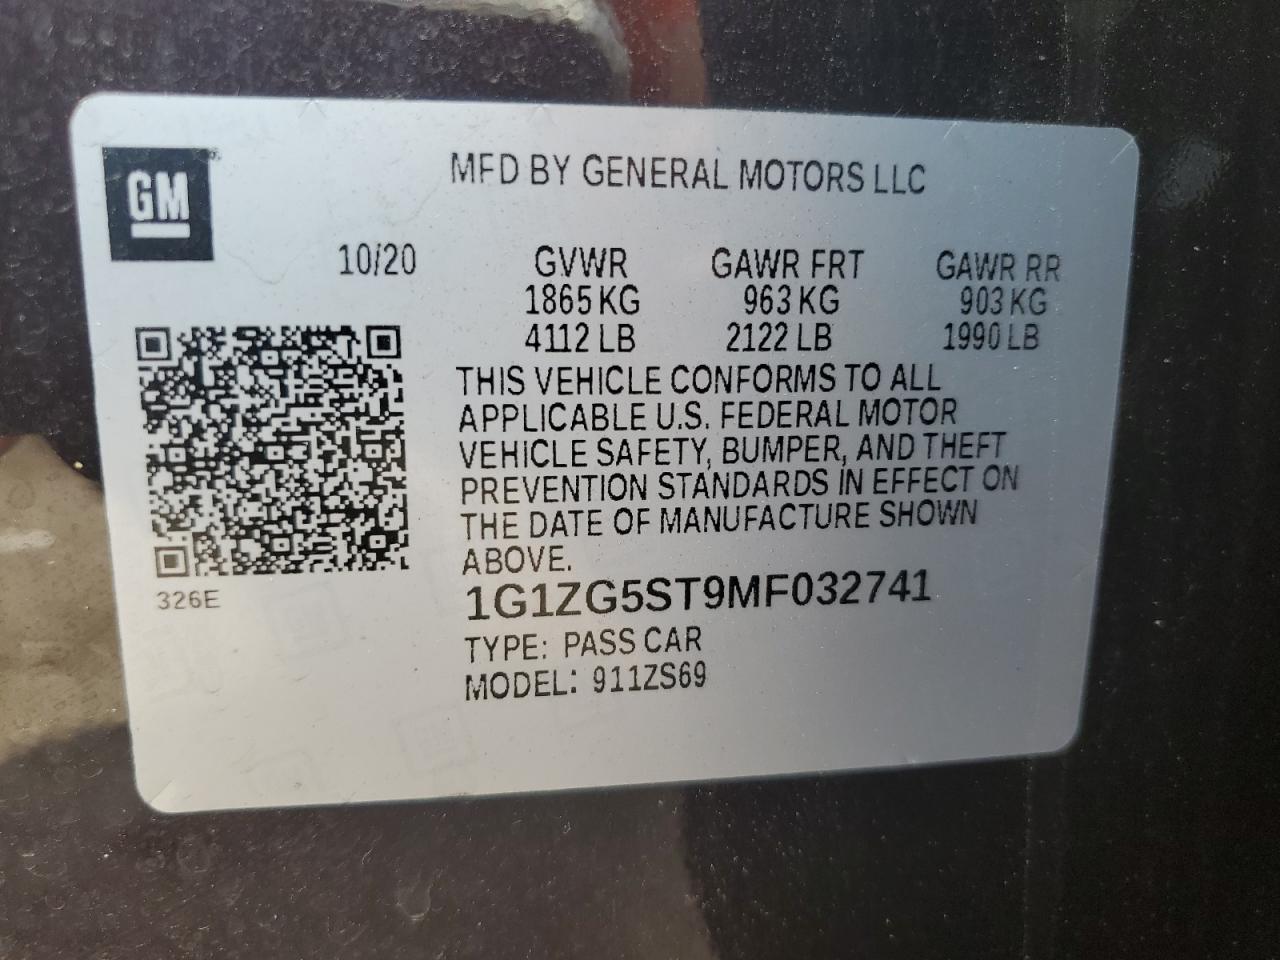 GM
MFD BY GENERAL MOTORS LLC
10/20 GVWR GAWR FRT GAWR RR
1865 KG 963 KG 903 KG
4112 LB 2122 LB 1990 LB
THIS VEHICLE CONFORMS TO ALL
APPLICABLE U.S. FEDERAL MOTOR
VEHICLE SAFETY, BUMPER, AND THEFT
PREVENTION STANDARDS IN EFFECT ON
THE DATE OF MANUFACTURE SHOWN
ABOVE.
326E
1G1ZG5ST9MF032741
TYPE: PASS CAR
MODEL: 911ZS69